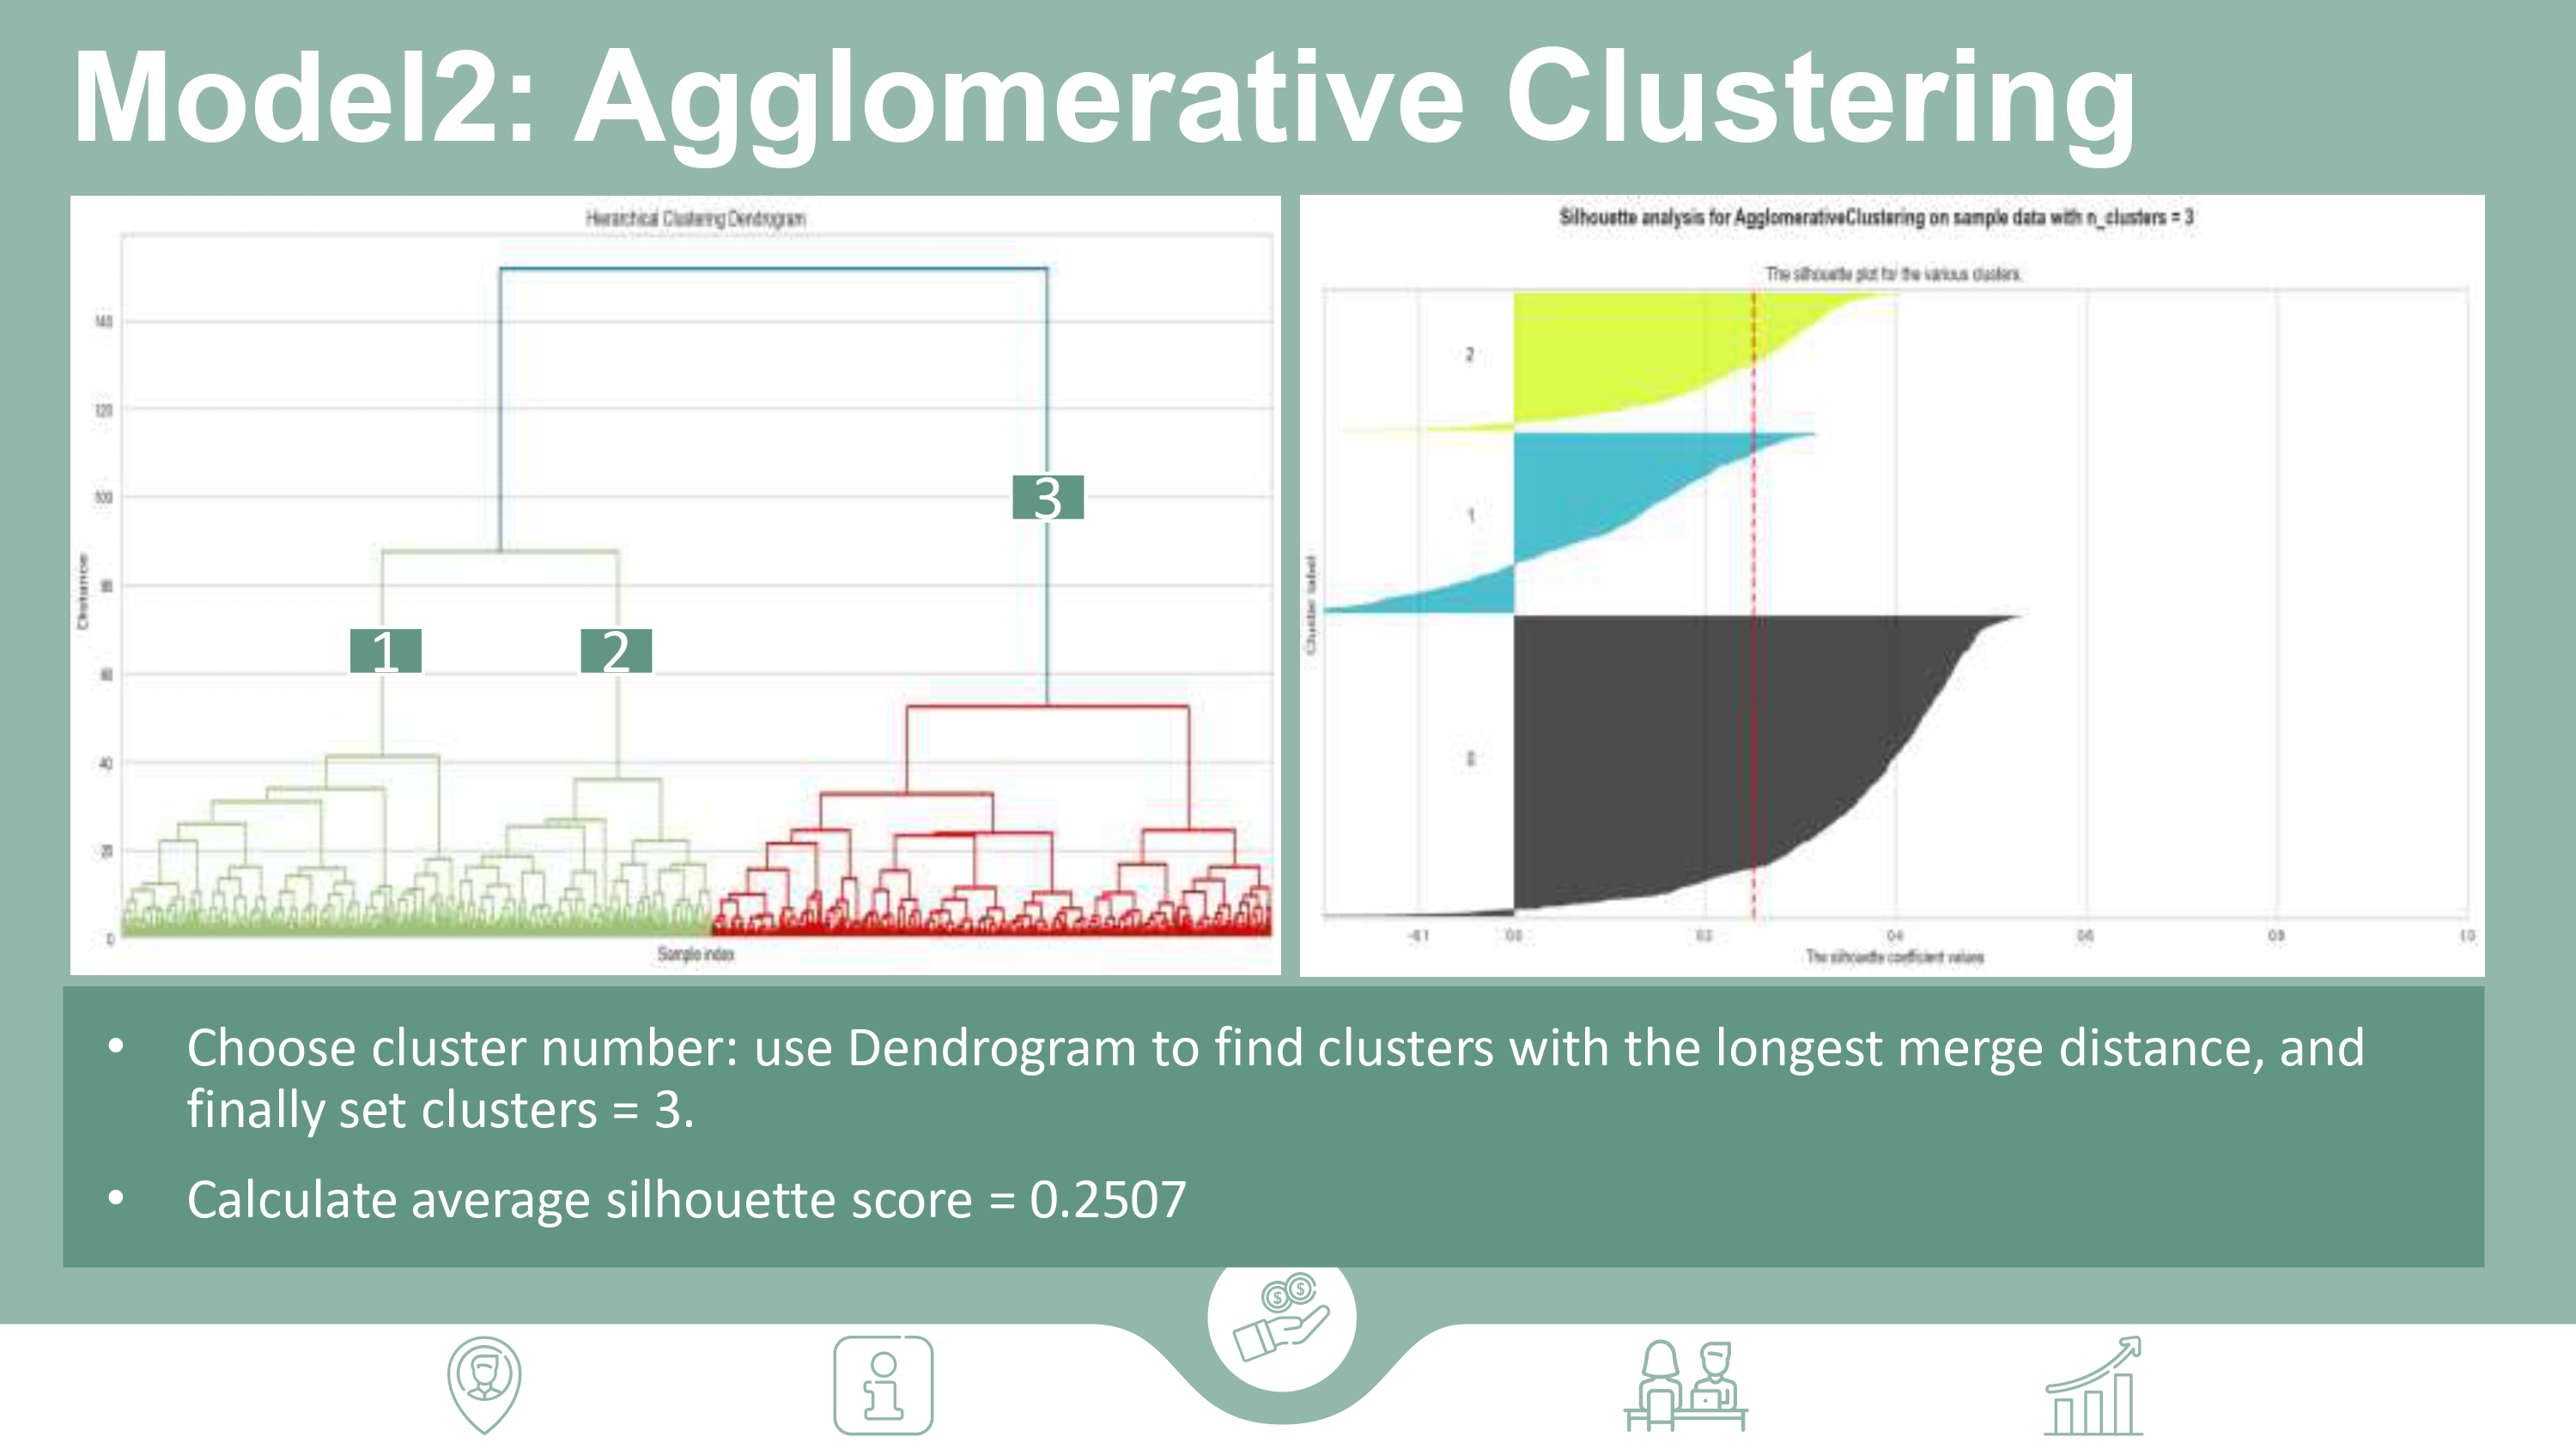 Model2: Agglomerative Clustering
Hierarchical Clustering Dendrogram
140
120
100
80
60
40
20
0
Distance
Sample index
1
2
3
Silhouette analysis for AgglomerativeClustering on sample data with n_clusters = 3
The silhouette plot for the various clusters.
2
1
0
Cluster label
-0.1
0.0
0.2
0.4
0.6
0.8
1.0
The silhouette coefficient values
• Choose cluster number: use Dendrogram to find clusters with the longest merge distance, and
finally set clusters = 3.
• Calculate average silhouette score = 0.2507
$ $